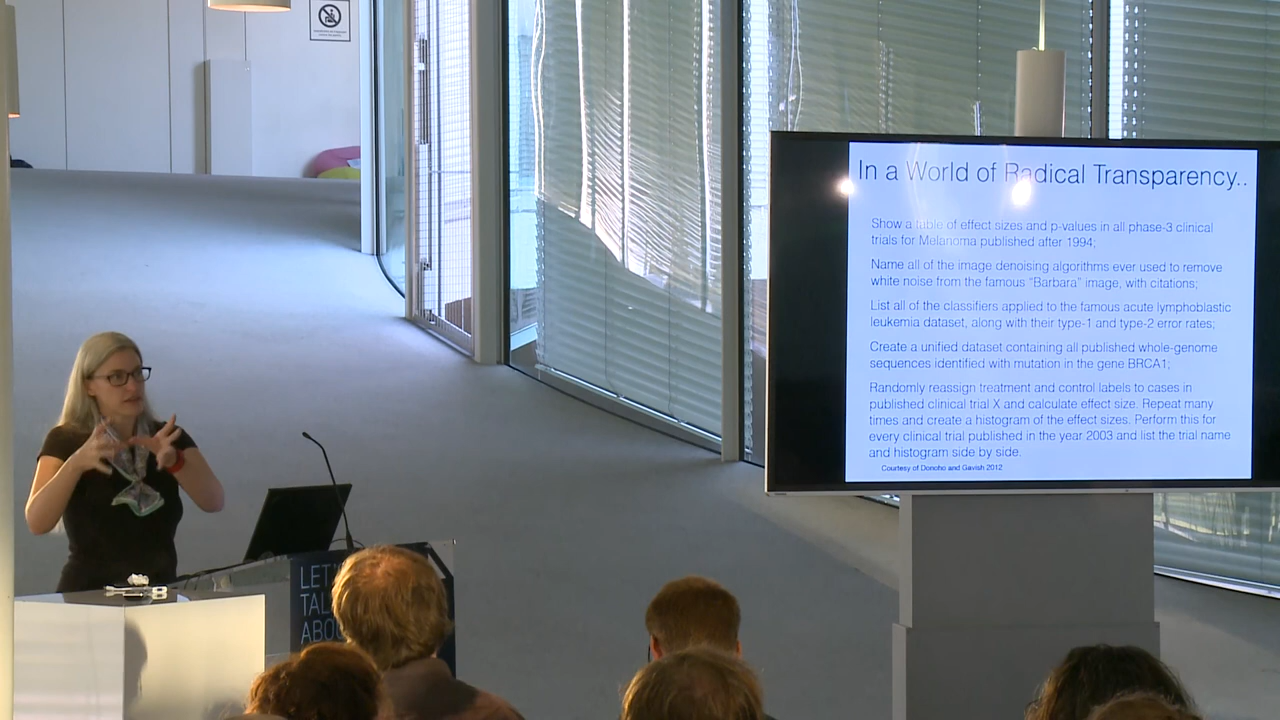 In a World of Radical Transparency..
Show a table of effect sizes and p-values in all phase-3 clinical
trials for Melanoma published after 1994;
Name all of the image denoising algorithms ever used to remove
white noise from the famous "Barbara" image, with citations;
List all of the classifiers applied to the famous acute lymphoblastic
leukemia dataset, along with their type-1 and type-2 error rates;
Create a unified dataset containing all published whole-genome
sequences identified with mutation in the gene BRCA1;
Randomly reassign treatment and control labels to cases in
published clinical trial X and calculate effect size. Repeat many
times and create a histogram of the effect sizes. Perform this for
every clinical trial published in the year 2003 and list the trial name
and histogram side by side.
Courtesy of Donoho and Gavish 2012
LET'
TAL
ABO